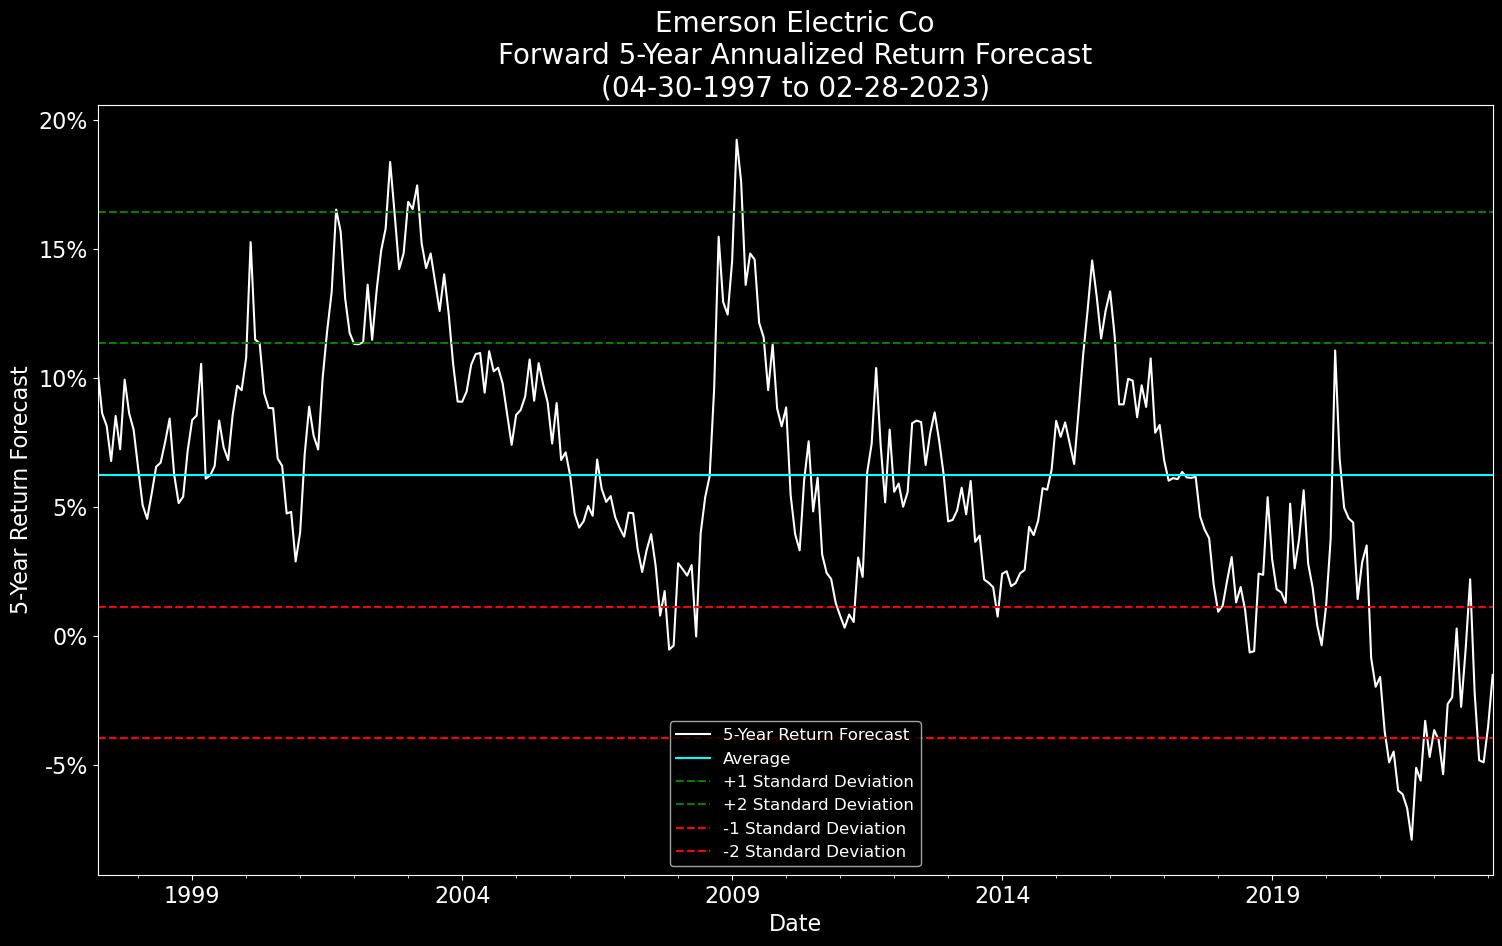 Emerson Electric Co
Forward 5-Year Annualized Return Forecast
(04-30-1997 to 02-28-2023)
20%
15%
10%
5%
0%
-5%
5-Year Return Forecast
5-Year Return Forecast
Average
+1 Standard Deviation
+2 Standard Deviation
-1 Standard Deviation
-2 Standard Deviation
1999 2004 2009 2014 2019
Date